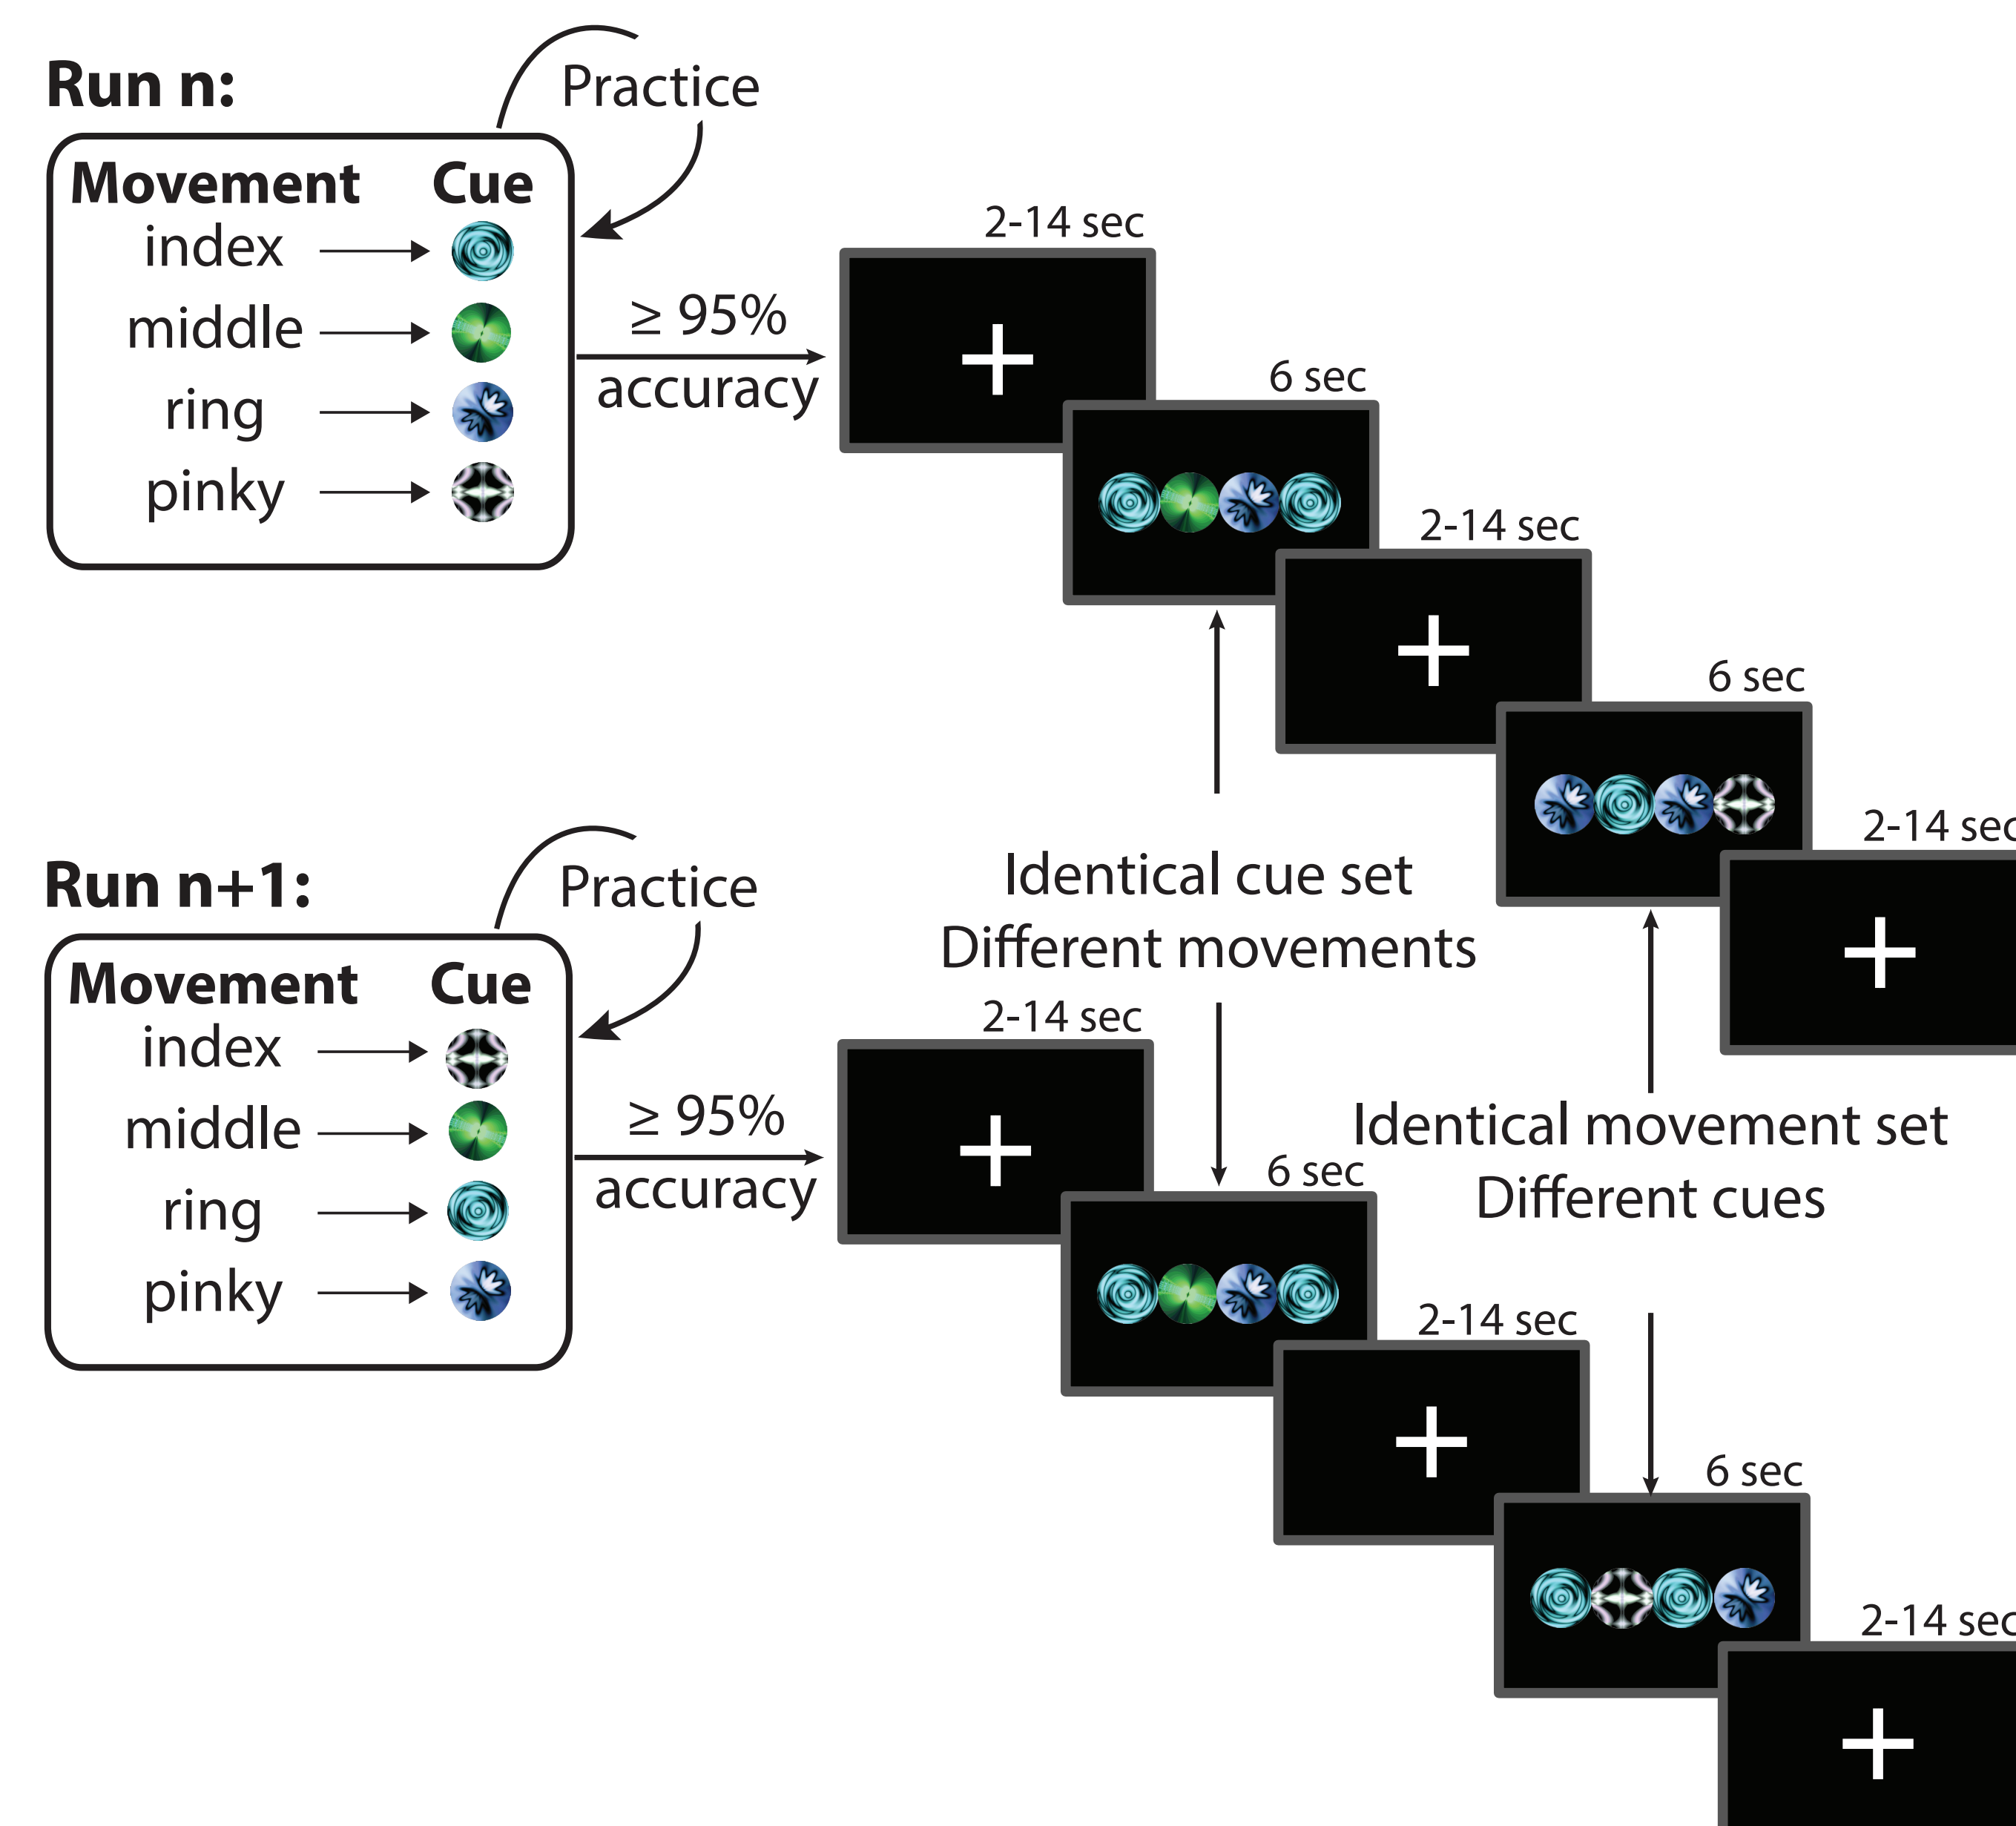 Run n:
Practice
Movement Cue
index
middle
ring
pinky
≥ 95%
accuracy
2-14 sec
6 sec
2-14 sec
6 sec
2-14 sec
Identical cue set
Different movements
Identical movement set
Different cues
Run n+1:
Practice
Movement Cue
index
middle
ring
pinky
≥ 95%
accuracy
2-14 sec
6 sec
2-14 sec
6 sec
2-14 sec